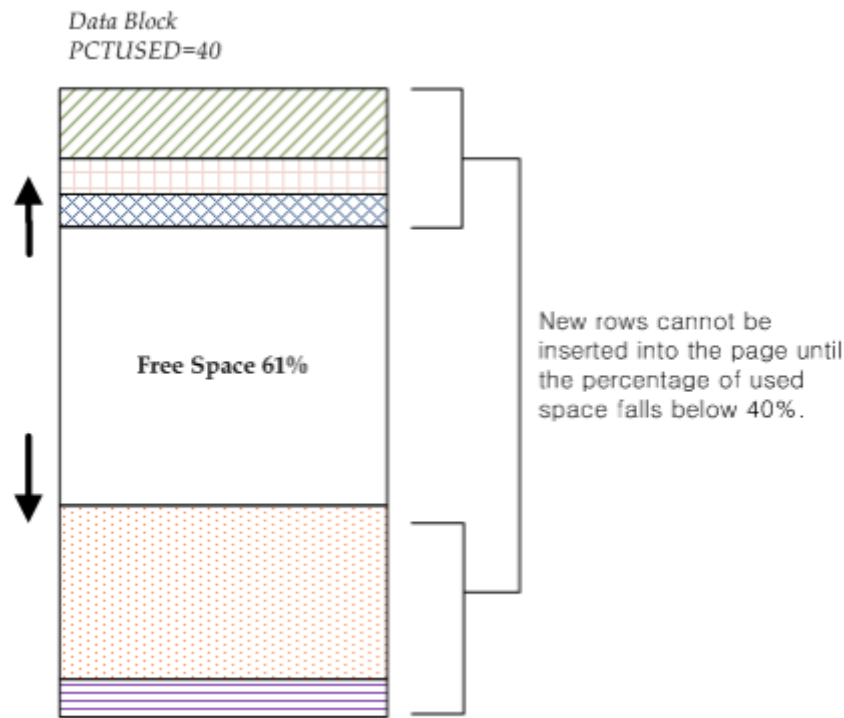 Data Block
PCTUSED=40
Free Space 61%
New rows cannot be
inserted into the page until
the percentage of used
space falls below 40%.